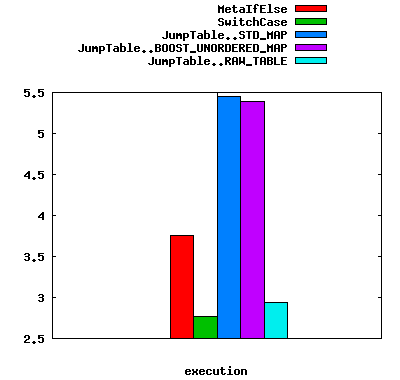 MetaIfElse
SwitchCase
JumpTable..STD_MAP
JumpTable..BOOST_UNORDERED_MAP
JumpTable..RAW_TABLE
5.5
5
4.5
4
3.5
3
2.5
execution